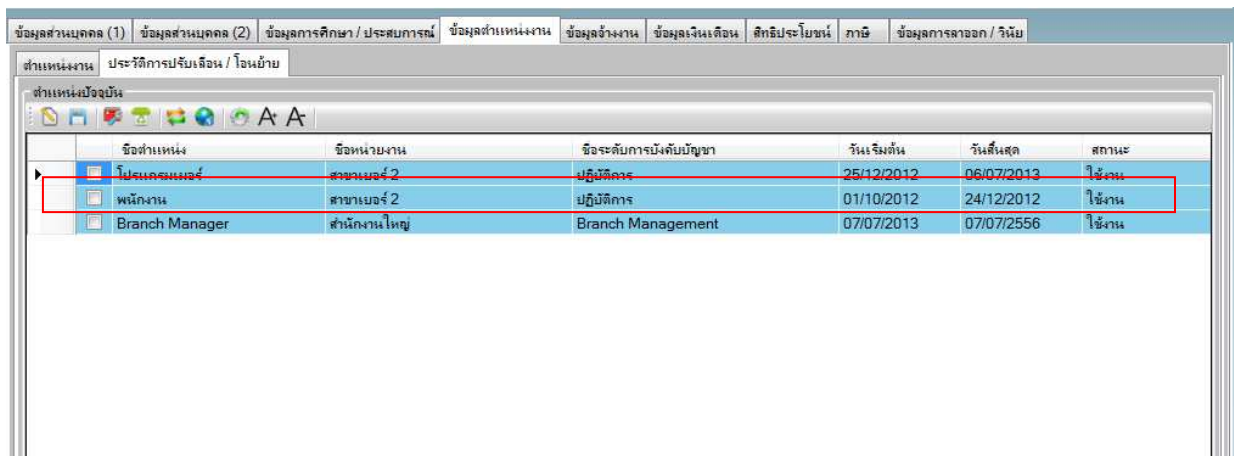 ข้อมูลส่วนบุคคล (1) ข้อมูลส่วนบุคคล (2) ข้อมูลการศึกษา / ประสบการณ์ ข้อมูลตำแหน่งงาน ข้อมูลจ้างงาน ข้อมูลเงินเดือน สิทธิประโยชน์ ภาษี ข้อมูลการลาออก / วินัย
ตำแหน่งงาน ประวัติการปรับเลื่อน / โอนย้าย
ตำแหน่งปัจจุบัน
A+ A-
ชื่อตำแหน่ง ชื่อหน่วยงาน ชื่อระดับการบังคับบัญชา วันเริ่มต้น วันสิ้นสุด สถานะ
โปรแกรมเมอร์ สาขาเบอร์ 2 ปฏิบัติการ 25/12/2012 06/07/2013 ใช้งาน
พนักงาน สาขาเบอร์ 2 ปฏิบัติการ 01/10/2012 24/12/2012 ใช้งาน
Branch Manager สำนักงานใหญ่ Branch Management 07/07/2013 07/07/2556 ใช้งาน